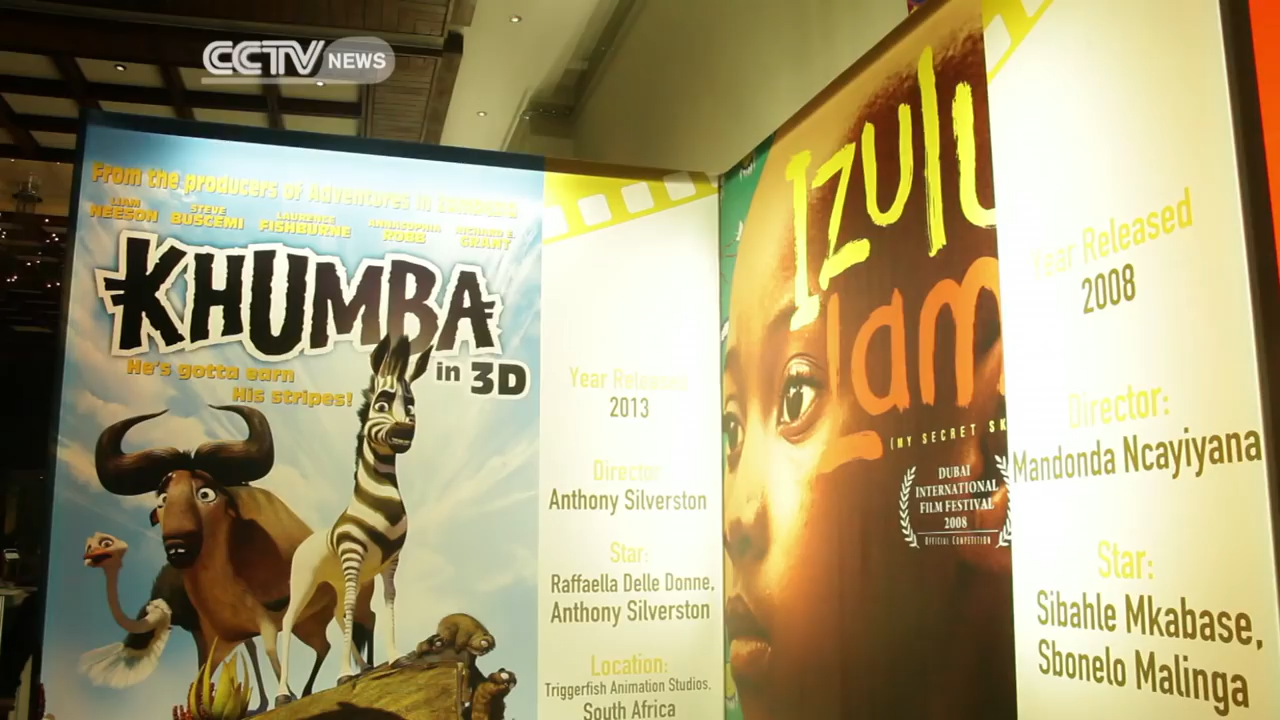 CCTV NEWS
From the producers of Adventures in Zambezia
LIAM NEESON
STEVE BUSCEMI
LAURENCE FISHBURNE
ANNASOPHIA ROBB
RICHARD E. GRANT
KHUMBA
in 3D
He's gotta earn
His stripes!
Year Released
2013
Director
Anthony Silverston
Star:
Raffaella Delle Donne,
Anthony Silverston
Location:
Triggerfish Animation Studios,
South Africa
Izulu
Lam
(MY SECRET SK
DUBAI
INTERNATIONAL
FILM FESTIVAL
2008
OFFICIAL COMPETITION
Year Released
2008
Director:
Mandonda Ncayiyana
Star:
Sibahle Mkabase,
Sbonelo Malinga